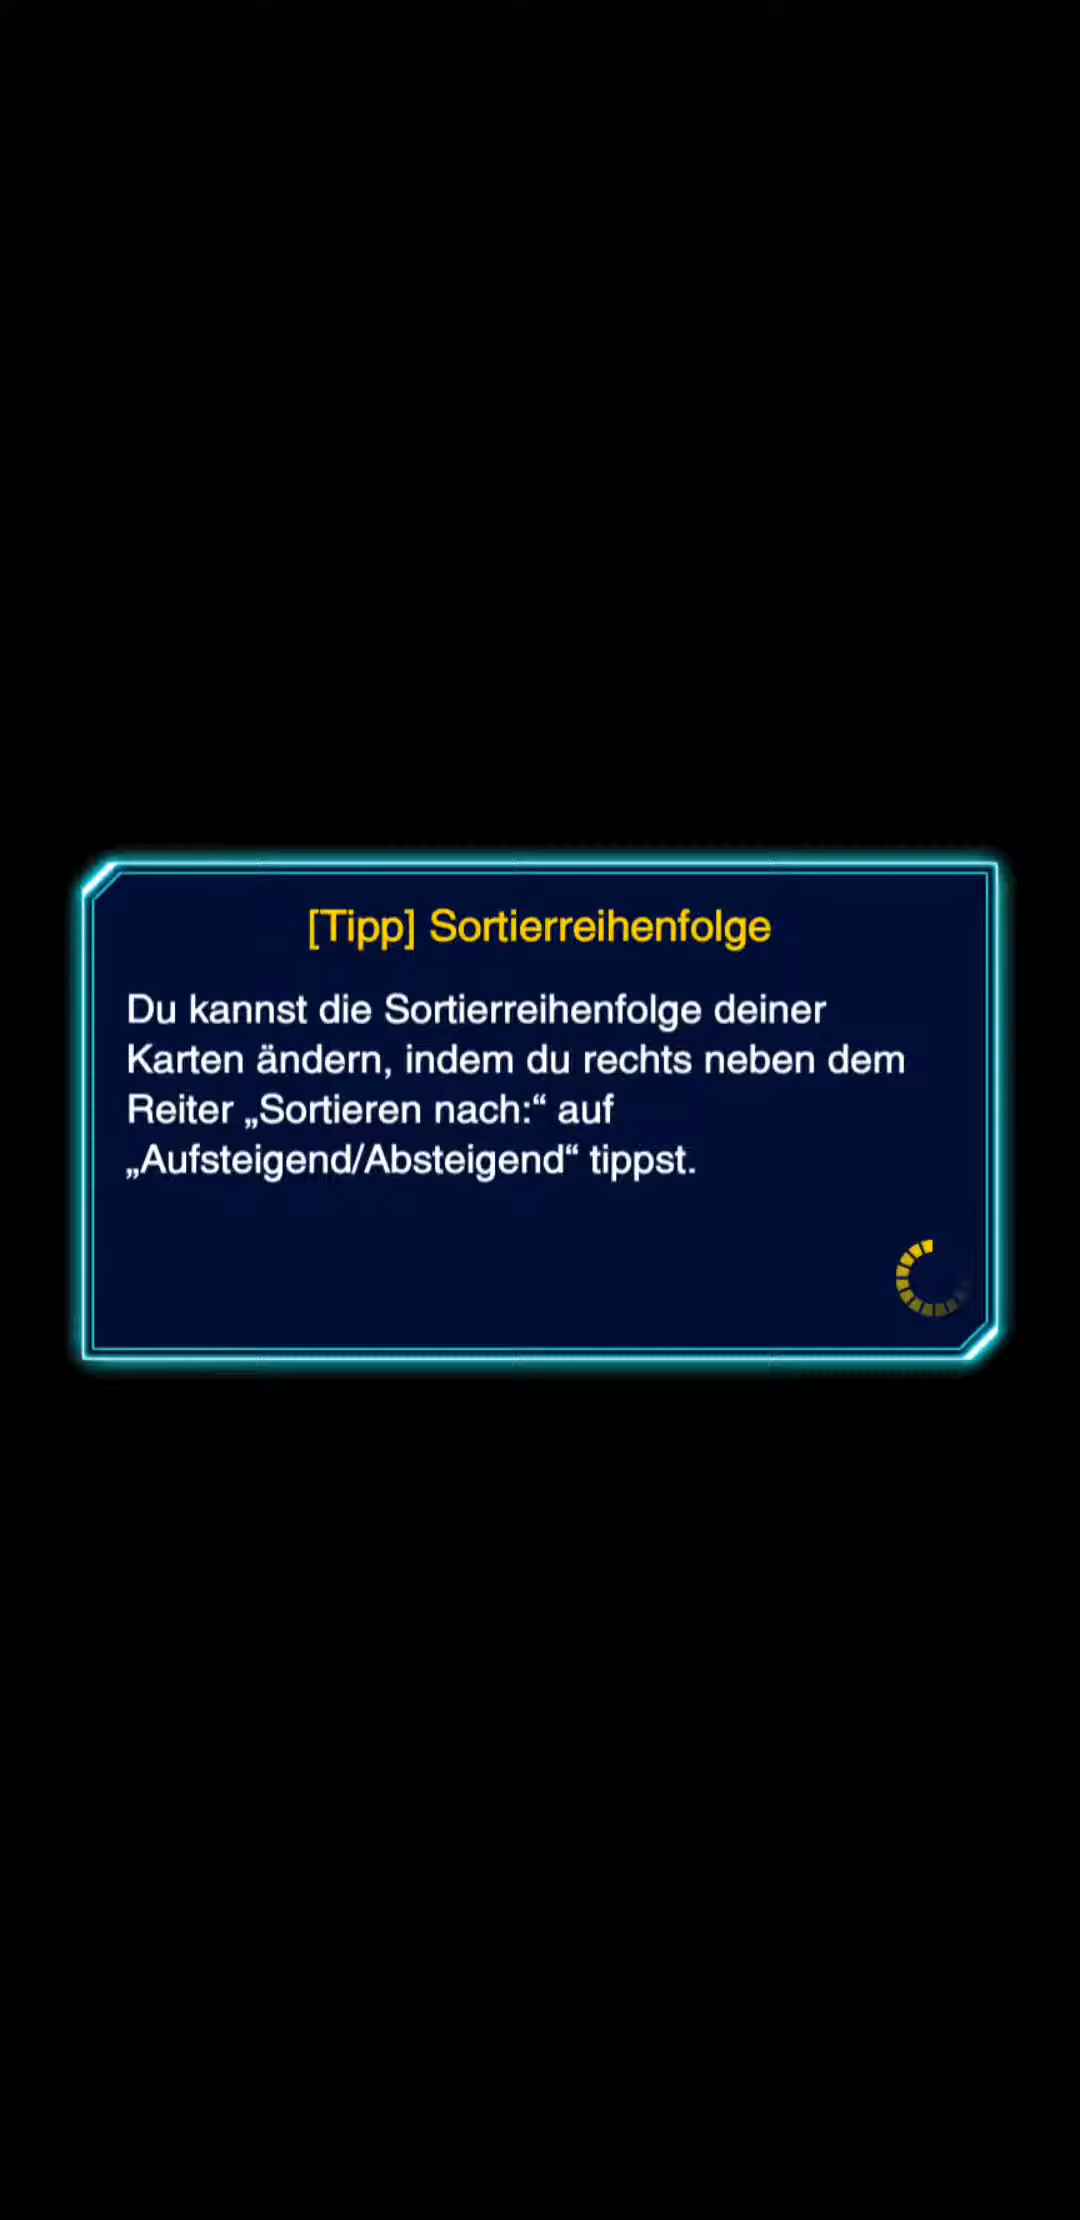 [Tipp] Sortierreihenfolge
Du kannst die Sortierreihenfolge deiner
Karten ändern, indem du rechts neben dem
Reiter „Sortieren nach:“ auf
„Aufsteigend/Absteigend“ tippst.